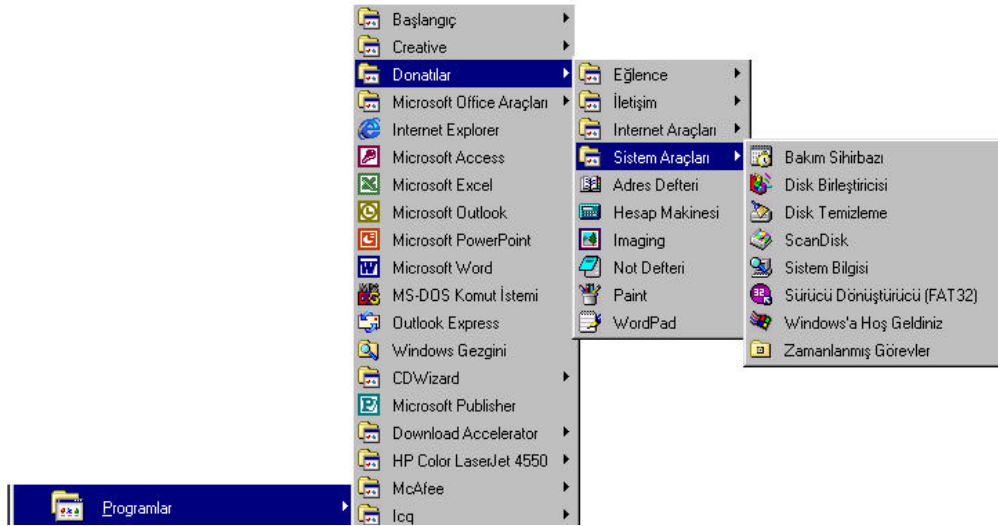 Başlangıç
Creative
Donatılar
Microsoft Office Araçları
Internet Explorer
Microsoft Access
Microsoft Excel
Microsoft Outlook
Microsoft PowerPoint
Microsoft Word
MS-DOS Komut İstemi
Outlook Express
Windows Gezgini
CDWizard
Microsoft Publisher
Download Accelerator
HP Color LaserJet 4550
McAfee
Icq
Programlar
Eğlence
İletişim
Internet Araçları
Sistem Araçları
Adres Defteri
Hesap Makinesi
Imaging
Not Defteri
Paint
WordPad
Bakım Sihirbazı
Disk Birleştiricisi
Disk Temizleme
ScanDisk
Sistem Bilgisi
Sürücü Dönüştürücü (FAT32)
Windows'a Hoş Geldiniz
Zamanlanmış Görevler